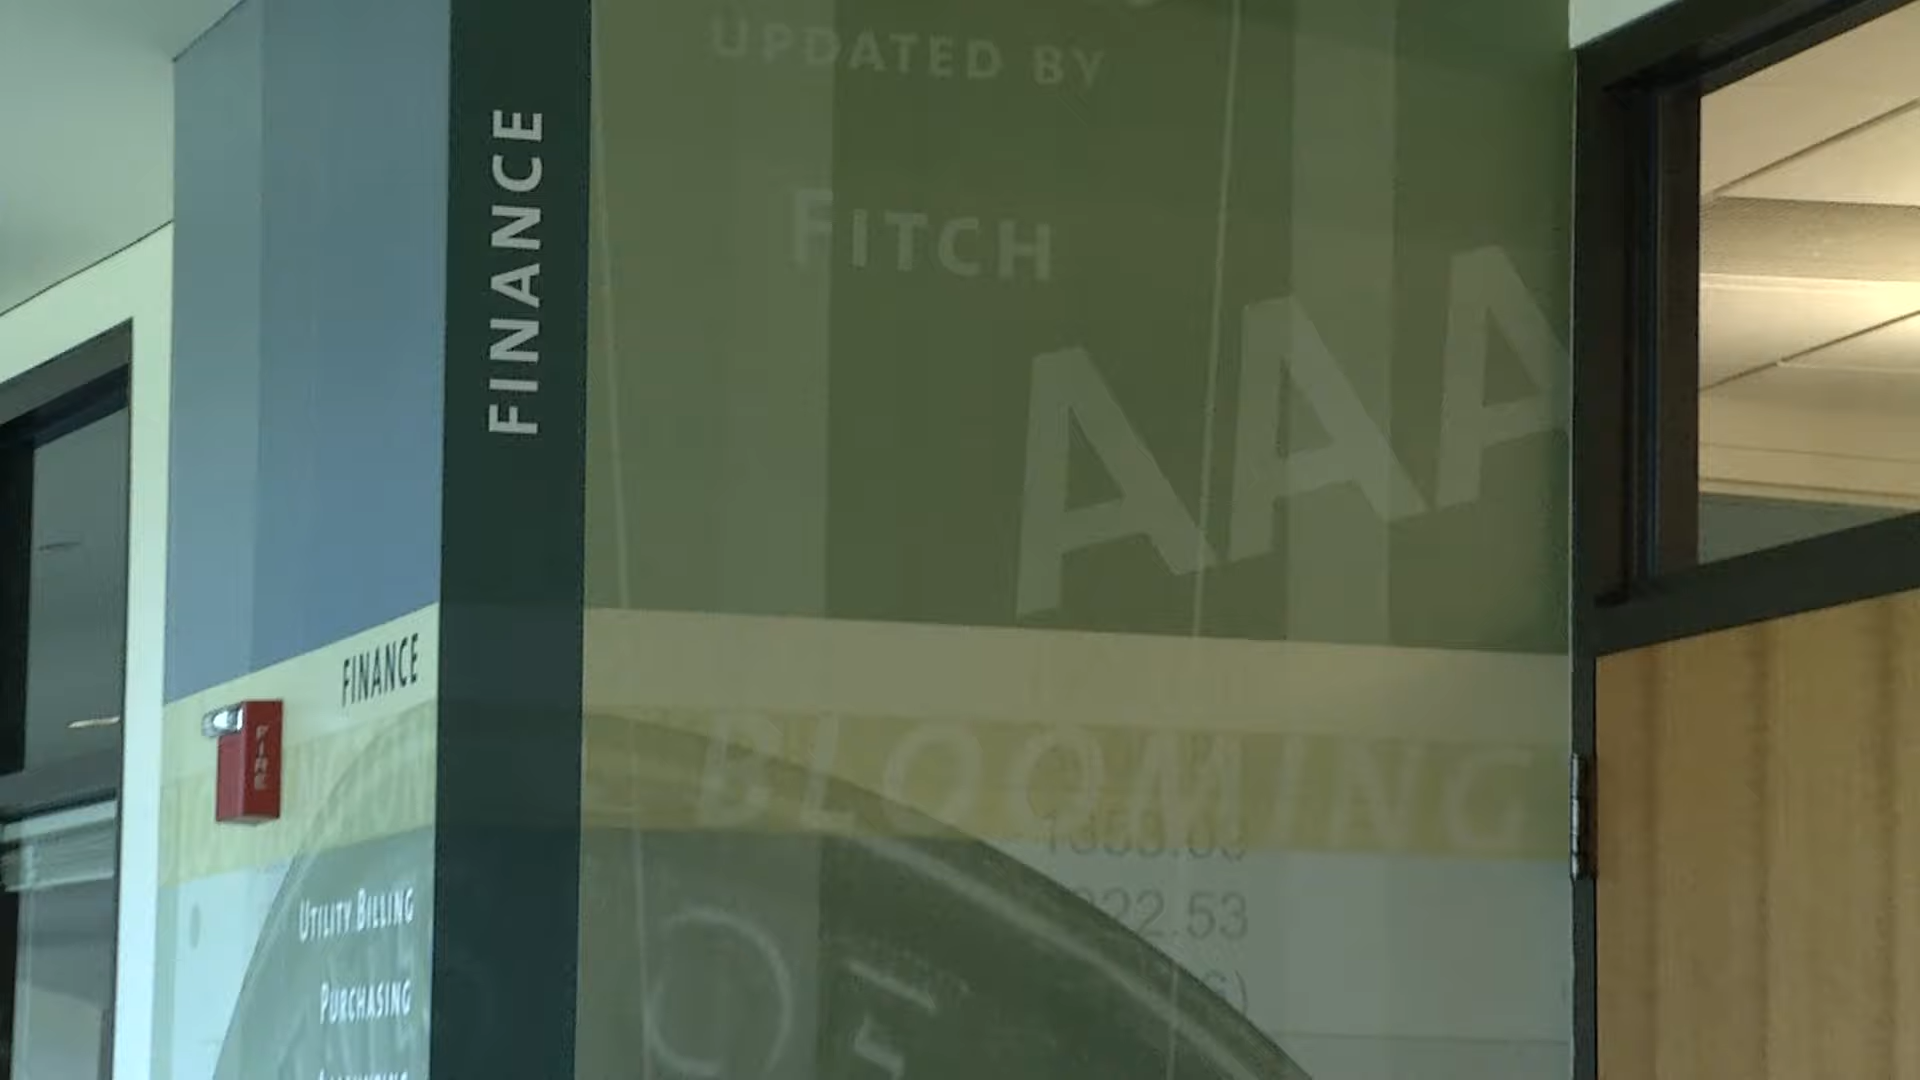 UPDATED BY
FITCH
AAA
FINANCE
FINANCE
FIRE
BLOOMING
22.53
UTILITY BILLING
PURCHASING